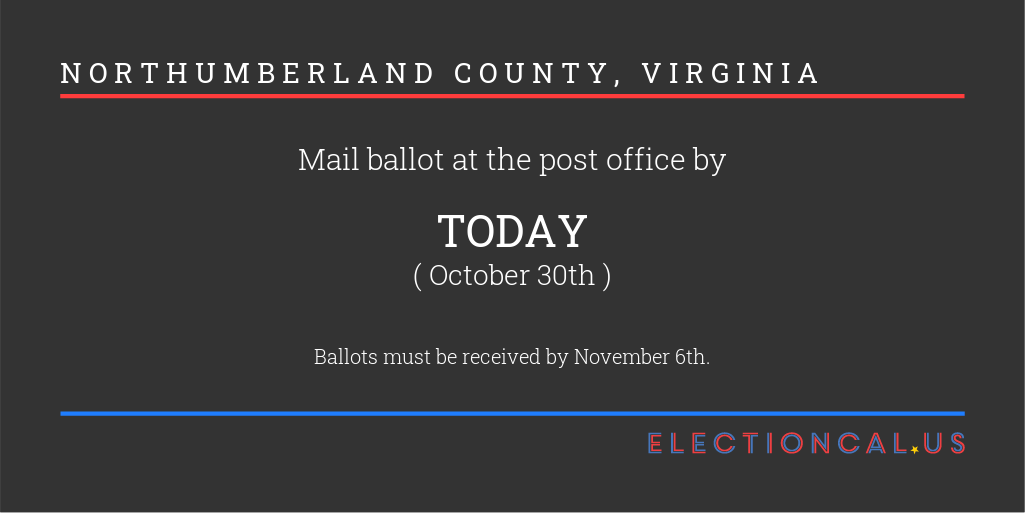 NORTHUMBERLAND COUNTY, VIRGINIA
Mail ballot at the post office by
TODAY
( October 30th )
Ballots must be received by November 6th.
ELECTIONCAL.US